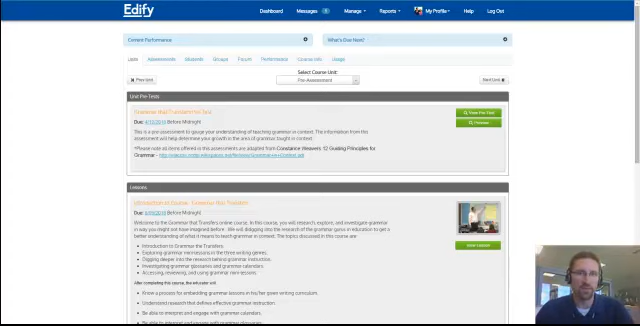 Edify
Dashboard Messages Manage Reports My Profile Help Log Out
Current Performance What's Due Next?
Units Assessments Students Groups Forum Performance Course Info Usage
Select Course Unit:
Prev Unit Pre-Assessment Next Unit
Unit Pre-Tests
Grammar that Transfers Pre-Test
View Pre-Test
Due: Before Midnight
Preview
This is a pre assessment to gauge your understanding of teaching grammar in context. The information from this
assessment will help determine your growth in the area of grammar taught in context.
*Please note all items offered in this assessments are adapted from Constance Weaver's 12 Guiding Principles for
Grammar -
Lessons
Introduction to Course: Grammar that Transfers
Due: Before Midnight
Welcome to the Grammar that Transfers online course. In this course, you will research, explore, and investigate grammar
in way you might not have imagined before. We will digging into the research of the grammar gurus in education to get a
better understanding of what it means to teach grammar in context. The topics discussed in this course are:
Introduction to Grammar the Transfers
Exploring grammar non-lessons in the three writing genres
Digging deeper into the research behind grammar instruction
Investigating grammar glossaries and grammar calendars
Accessing, reviewing, and using grammar non-lessons
After completing this course, the educator will:
Know a process for embedding grammar lessons in his/her given writing curriculum.
Understand research that defines effective grammar instruction.
Be able to interpret and engage with grammar calendars.